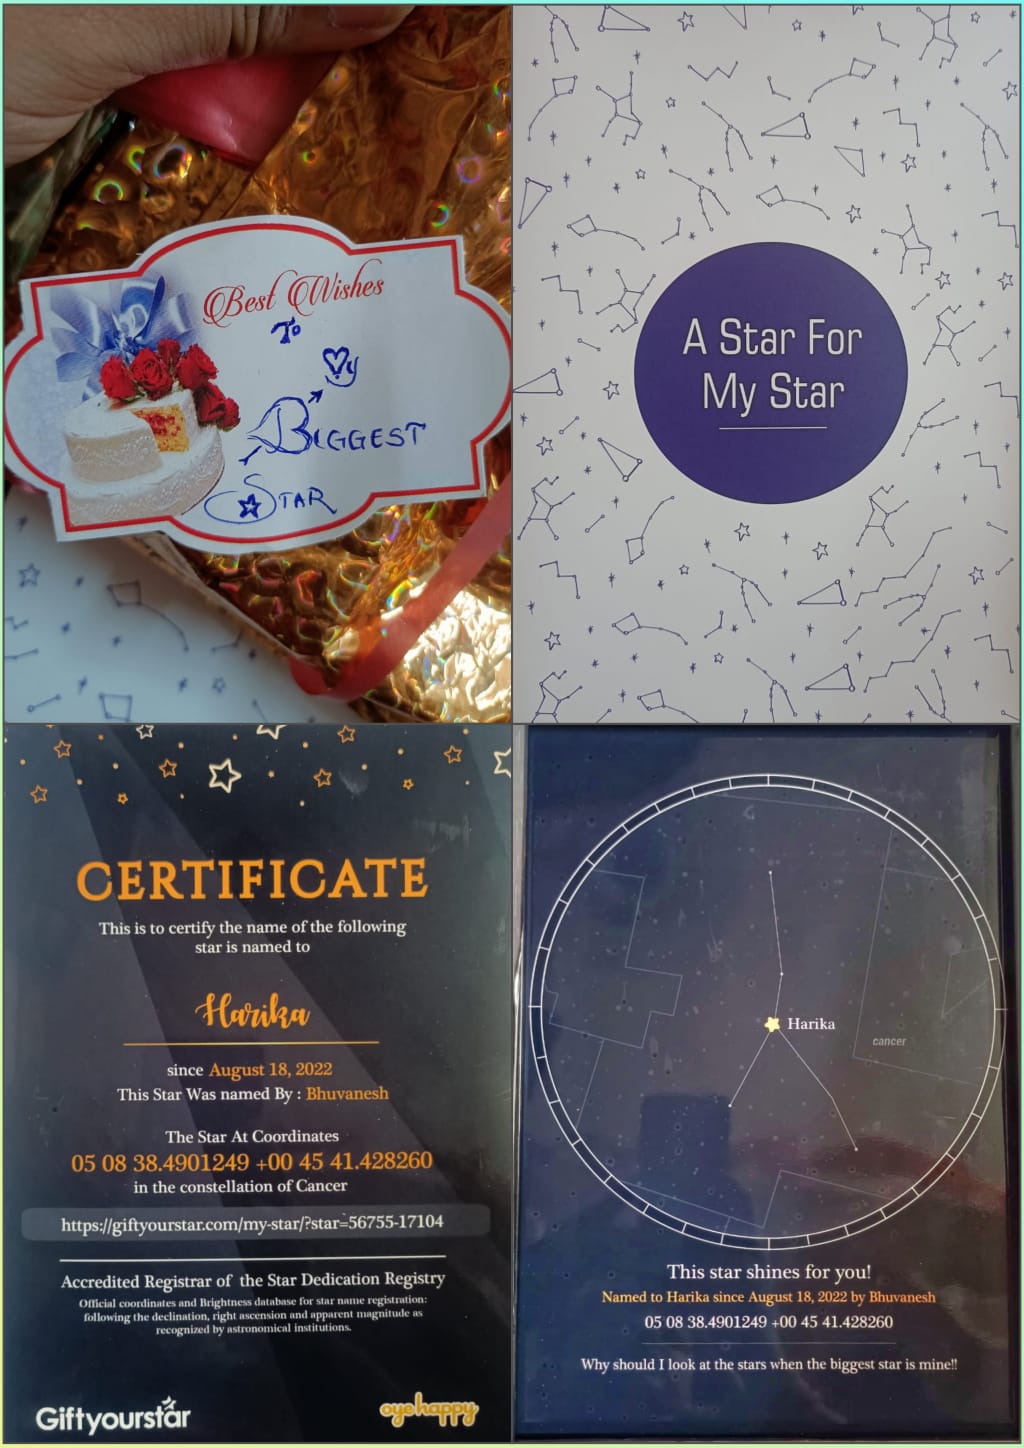 Best Wishes
To
My
BIGGEST
STAR
A Star For
My Star
CERTIFICATE
This is to certify the name of the following
star is named to
Harika
since August 18, 2022
This Star Was named By : Bhuvanesh
The Star At Coordinates
05 08 38.4901249 +00 45 41.428260
in the constellation of Cancer
https://giftyourstar.com/my-star/?star=56755-17104
Accredited Registrar of the Star Dedication Registry
Official coordinates and Brightness database for star name registration:
following the declination, right ascension and apparent magnitude as
recognized by astronomical institutions.
Giftyourstar
oyehappy
Harika
cancer
This star shines for you!
Named to Harika since August 18, 2022 by Bhuvanesh
05 08 38.4901249 +00 45 41.428260
Why should I look at the stars when the biggest star is mine!!